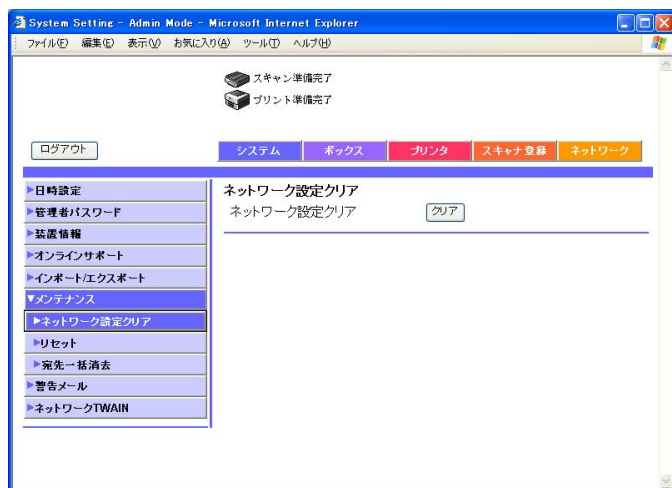 System Setting - Admin Mode - Microsoft Internet Explorer
ファイル(F) 編集(E) 表示(V) お気に入り(A) ツール(T) ヘルプ(H)
スキャン準備完了
プリント準備完了
ログアウト
システム ボックス プリンタ スキャナ登録 ネットワーク
▶日時設定
▶管理者パスワード
▶装置情報
▶オンラインサポート
▶インポート/エクスポート
▼メンテナンス
▶ネットワーク設定クリア
▶リセット
▶宛先一括消去
▶警告メール
▶ネットワークTWAIN
ネットワーク設定クリア
ネットワーク設定クリア クリア